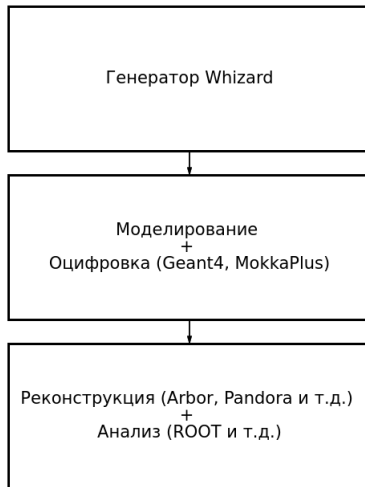 Генератор Whizard
Моделирование
+
Оцифровка (Geant4, MokkaPlus)
Реконструкция (Arbor, Pandora и т.д.)
+
Анализ (ROOT и т.д.)